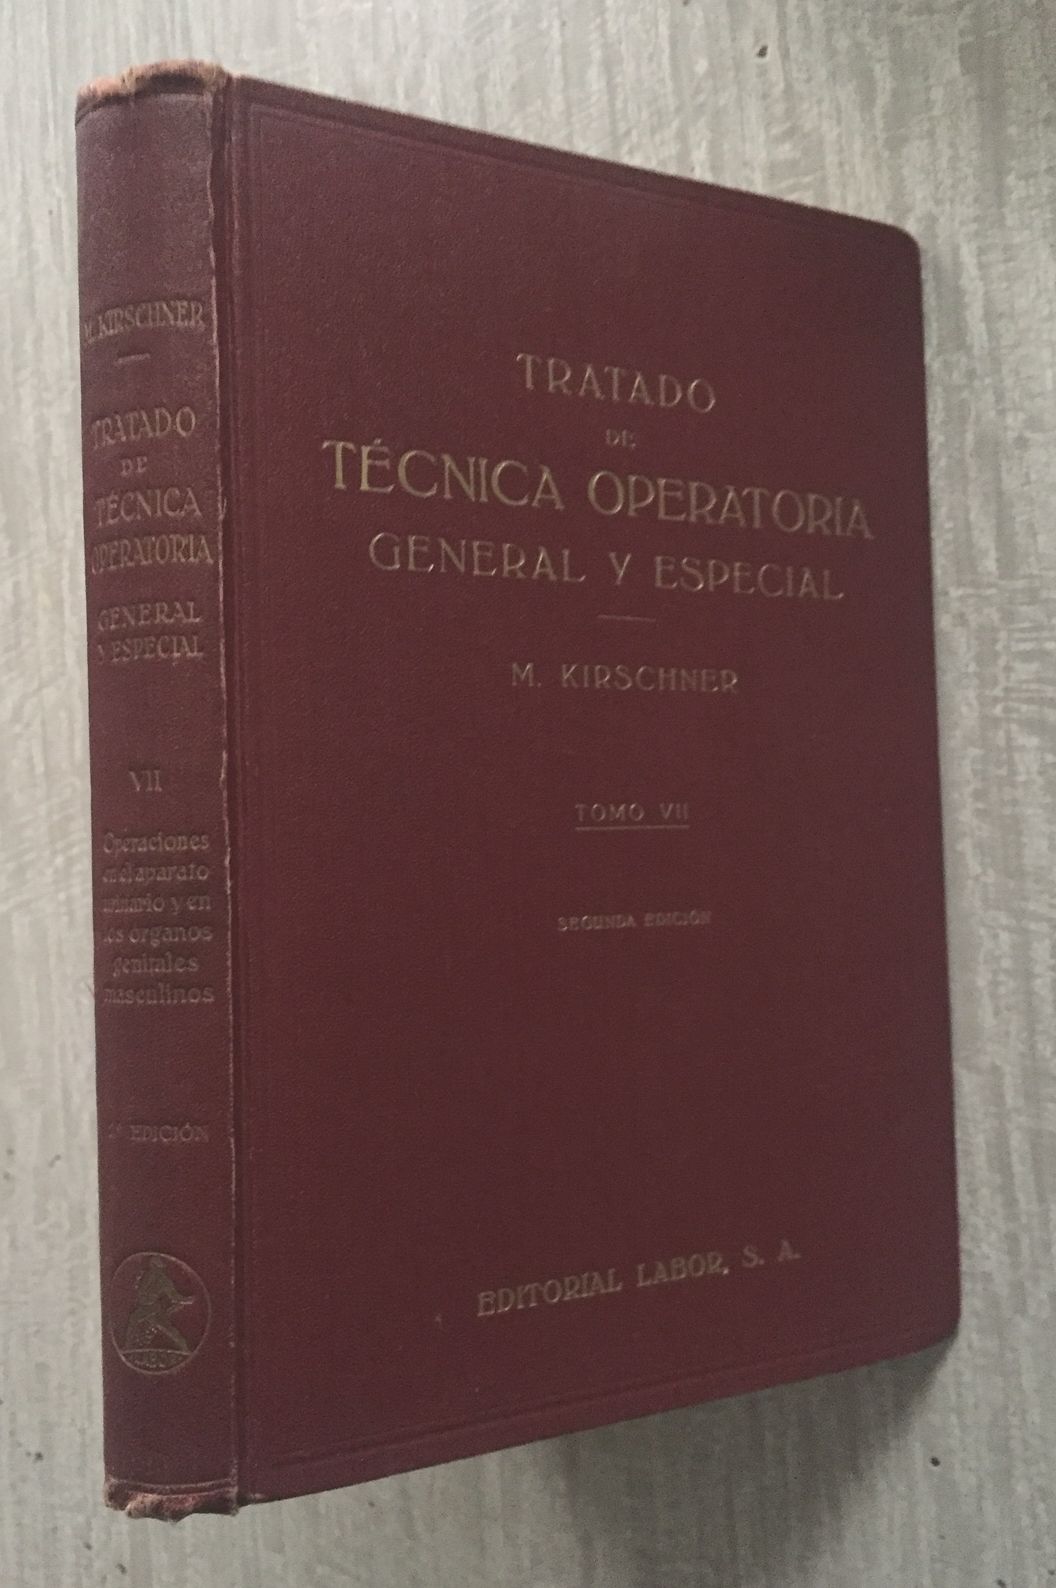 M. KIRSCHNER
TRATADO
DE
TÉCNICA
OPERATORIA
GENERAL
Y ESPECIAL
VII
Operaciones
en el aparato
urinario y en
los órganos
genitales
masculinos
2ª EDICIÓN
LABOR
TRATADO
DE
TÉCNICA OPERATORIA
GENERAL Y ESPECIAL
M. KIRSCHNER
TOMO VII
SEGUNDA EDICIÓN
EDITORIAL LABOR, S. A.